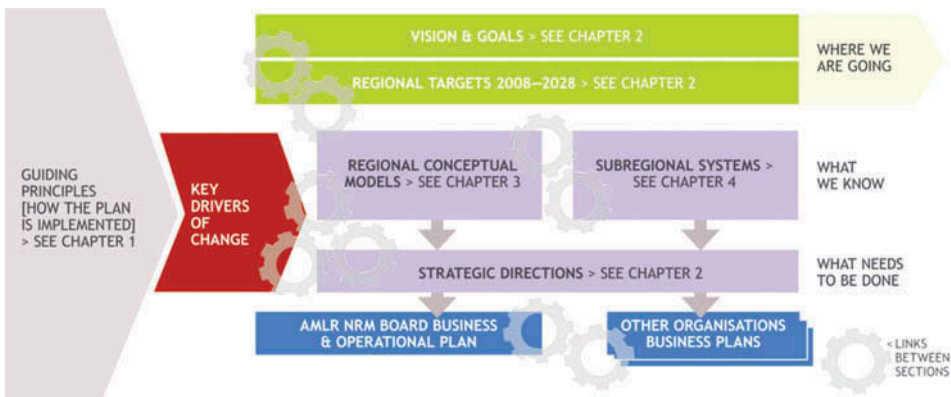 VISION & GOALS > SEE CHAPTER 2
REGIONAL TARGETS 2008—2028 > SEE CHAPTER 2
WHERE WE
ARE GOING
GUIDING
PRINCIPLES
[HOW THE PLAN
IS IMPLEMENTED]
> SEE CHAPTER 1
KEY
DRIVERS
OF
CHANGE
REGIONAL CONCEPTUAL
MODELS > SEE CHAPTER 3
SUBREGIONAL SYSTEMS >
SEE CHAPTER 4
WHAT
WE KNOW
STRATEGIC DIRECTIONS > SEE CHAPTER 2
WHAT NEEDS
TO BE DONE
AMLR NRM BOARD BUSINESS
& OPERATIONAL PLAN
OTHER ORGANISATIONS
BUSINESS PLANS
< LINKS
BETWEEN
SECTIONS